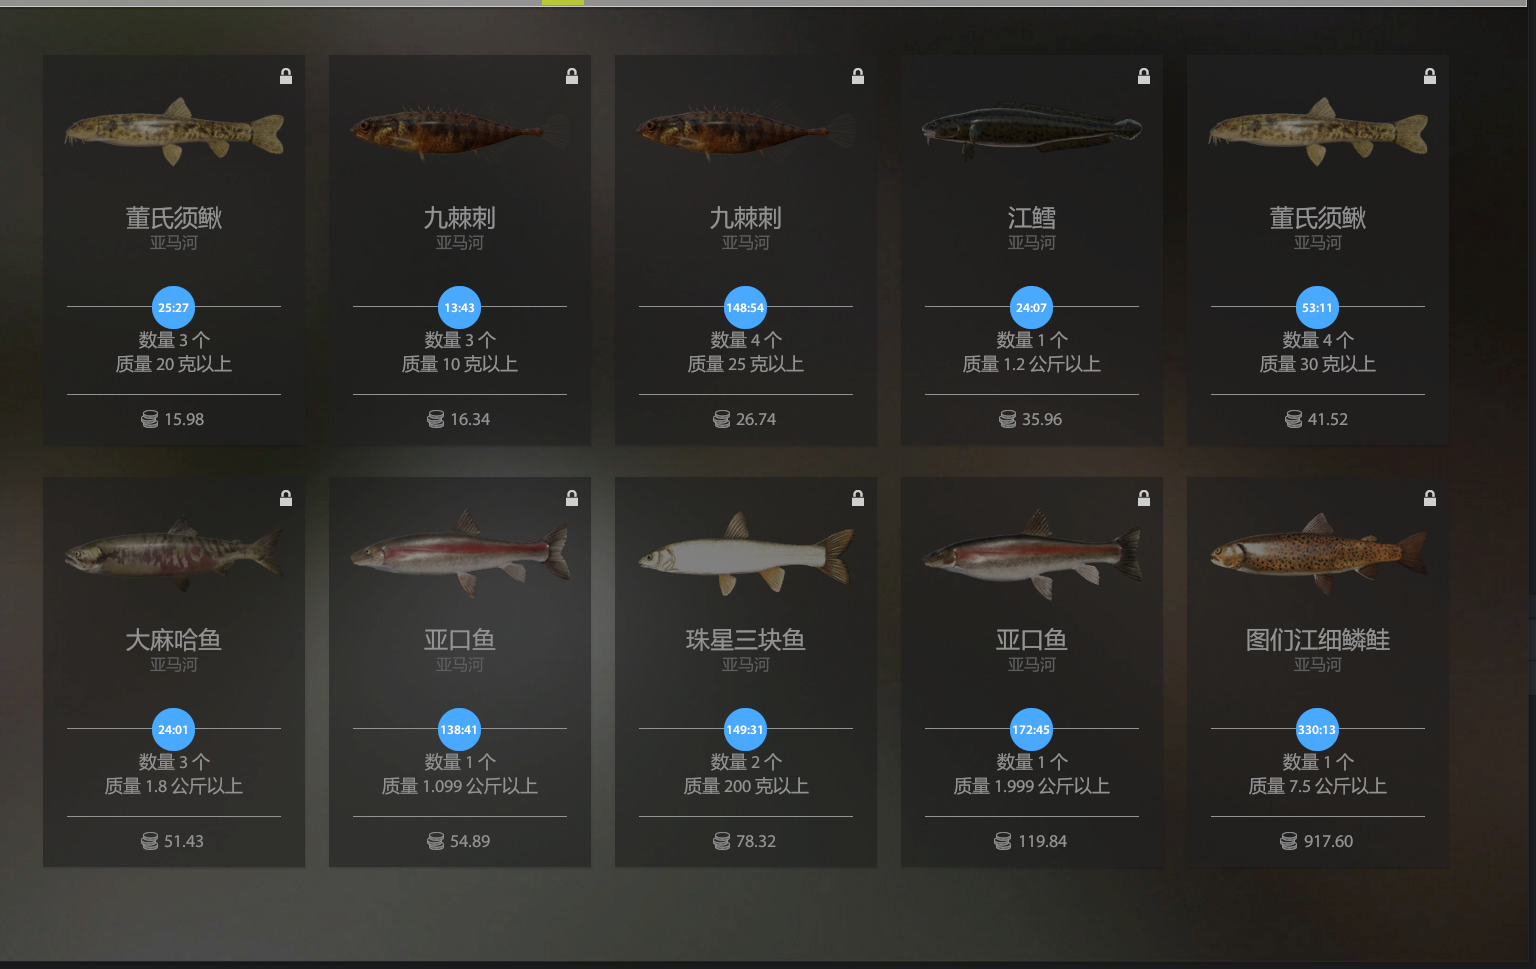 董氏须鳅
亚马河
25:27
数量 3 个
质量 20 克以上
15.98
九棘刺
亚马河
13:43
数量 3 个
质量 10 克以上
16.34
九棘刺
亚马河
148:54
数量 4 个
质量 25 克以上
26.74
江鳕
亚马河
24:07
数量 1 个
质量 1.2 公斤以上
35.96
董氏须鳅
亚马河
53:11
数量 4 个
质量 30 克以上
41.52
大麻哈鱼
亚马河
24:01
数量 3 个
质量 1.8 公斤以上
51.43
亚口鱼
亚马河
138:41
数量 1 个
质量 1.099 公斤以上
54.89
珠星三块鱼
亚马河
149:31
数量 2 个
质量 200 克以上
78.32
亚口鱼
亚马河
172:45
数量 1 个
质量 1.999 公斤以上
119.84
图们江细鳞鲑
亚马河
330:13
数量 1 个
质量 7.5 公斤以上
917.60